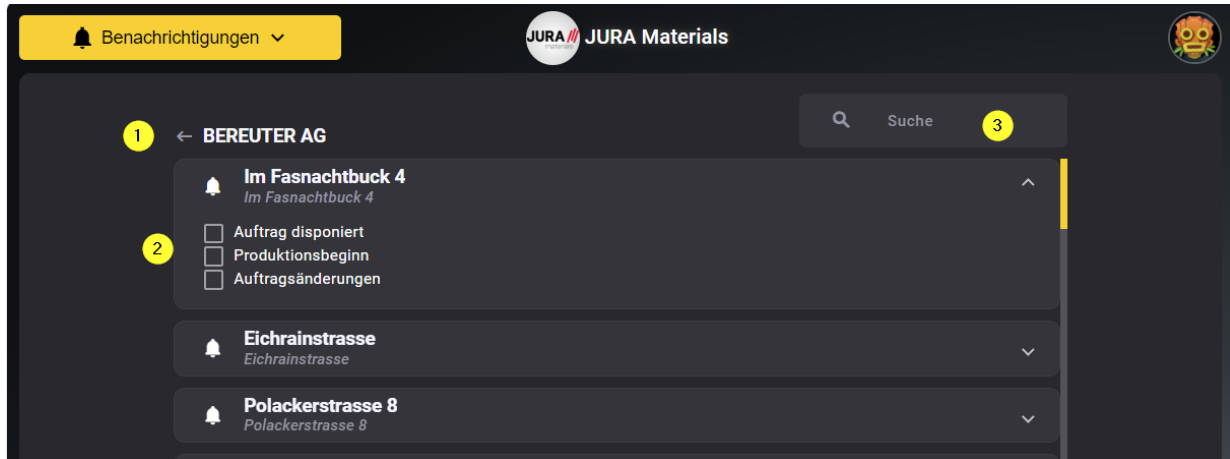 Benachrichtigungen
JURA materials JURA Materials
1 BEREUTER AG
Suche 3
Im Fasnachtbuck 4
Im Fasnachtbuck 4
Auftrag disponiert
2 Produktionsbeginn
Auftragsänderungen
Eichrainstrasse
Eichrainstrasse
Polackerstrasse 8
Polackerstrasse 8